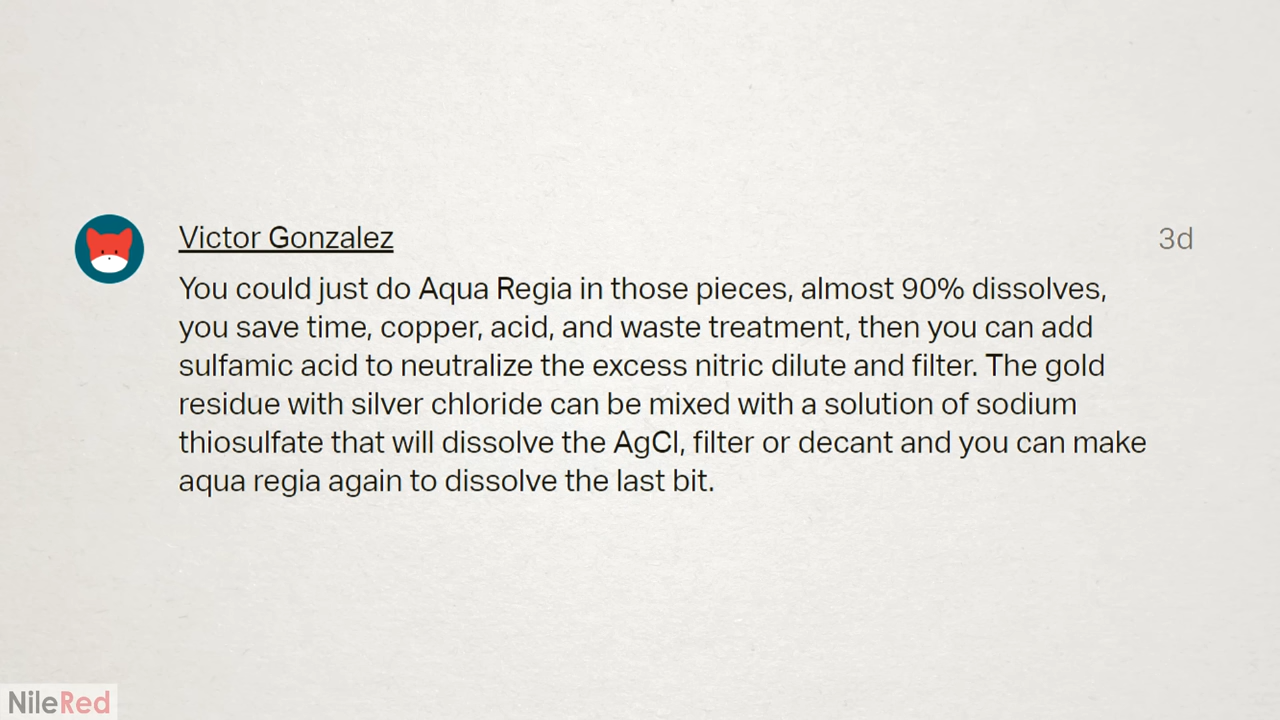 Victor Gonzalez
3d
You could just do Aqua Regia in those pieces, almost 90% dissolves,
you save time, copper, acid, and waste treatment, then you can add
sulfamic acid to neutralize the excess nitric dilute and filter. The gold
residue with silver chloride can be mixed with a solution of sodium
thiosulfate that will dissolve the AgCl, filter or decant and you can make
aqua regia again to dissolve the last bit.
NileRed